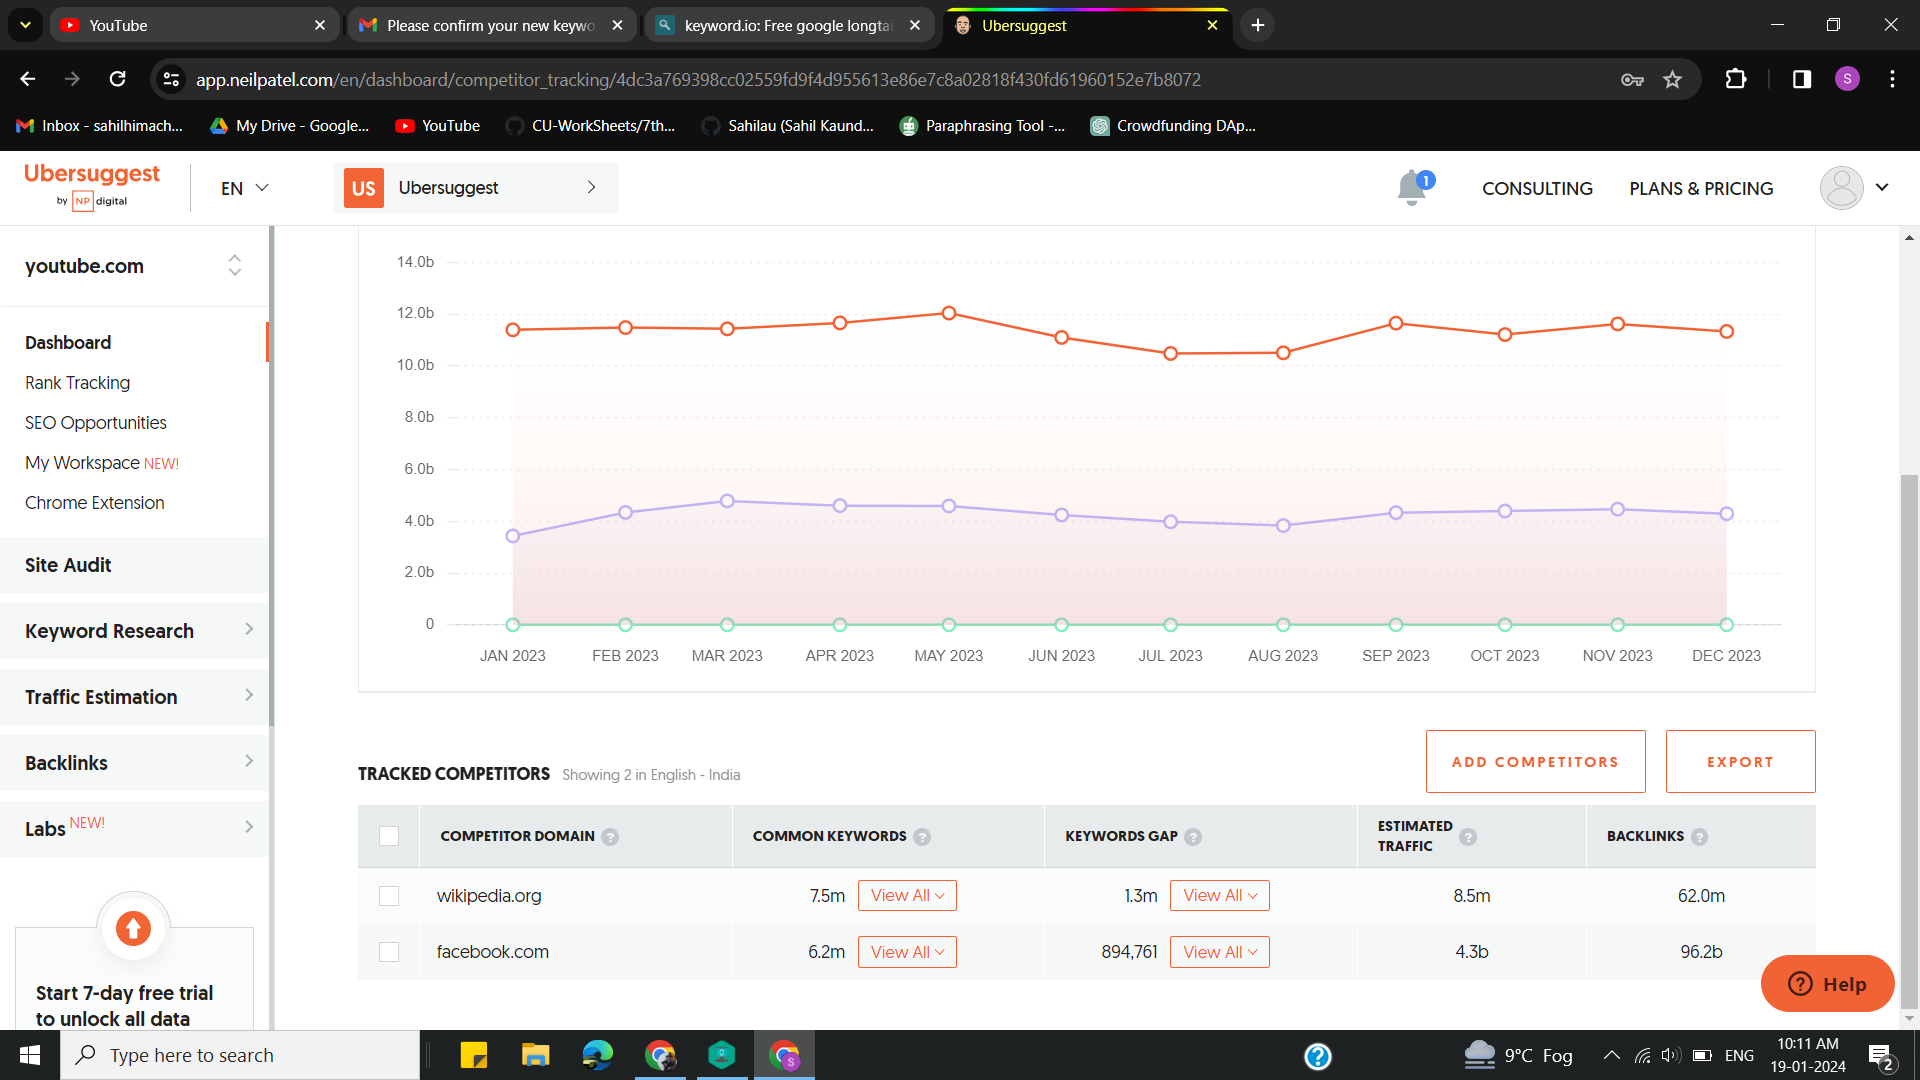 YouTube
Please confirm your new keywo
keyword.io: Free google longtai
Ubersuggest
app.neilpatel.com/en/dashboard/competitor_tracking/4dc3a769398cc02559fd9f4d955613e86e7c8a02818f430fd61960152e7b8072
S
Inbox - sahilhimach...
My Drive - Google...
YouTube
CU-WorkSheets/7th...
Sahilau (Sahil Kaund...
Paraphrasing Tool -...
Crowdfunding DAp...
Ubersuggest
by NP digital
EN
US Ubersuggest
1
CONSULTING
PLANS & PRICING
youtube.com
Dashboard
Rank Tracking
SEO Opportunities
My Workspace NEW!
Chrome Extension
Site Audit
Keyword Research
Traffic Estimation
Backlinks
Labs NEW!
Start 7-day free trial
to unlock all data
14.0b
12.0b
10.0b
8.0b
6.0b
4.0b
2.0b
0
JAN 2023 FEB 2023 MAR 2023 APR 2023 MAY 2023 JUN 2023 JUL 2023 AUG 2023 SEP 2023 OCT 2023 NOV 2023 DEC 2023
TRACKED COMPETITORS Showing 2 in English - India
ADD COMPETITORS
EXPORT
COMPETITOR DOMAIN ? COMMON KEYWORDS ? KEYWORDS GAP ? ESTIMATED TRAFFIC ? BACKLINKS ?
wikipedia.org 7.5m View All 1.3m View All 8.5m 62.0m
facebook.com 6.2m View All 894,761 View All 4.3b 96.2b
? Help
Type here to search
S
?
9°C Fog
ENG
10:11 AM
19-01-2024
2